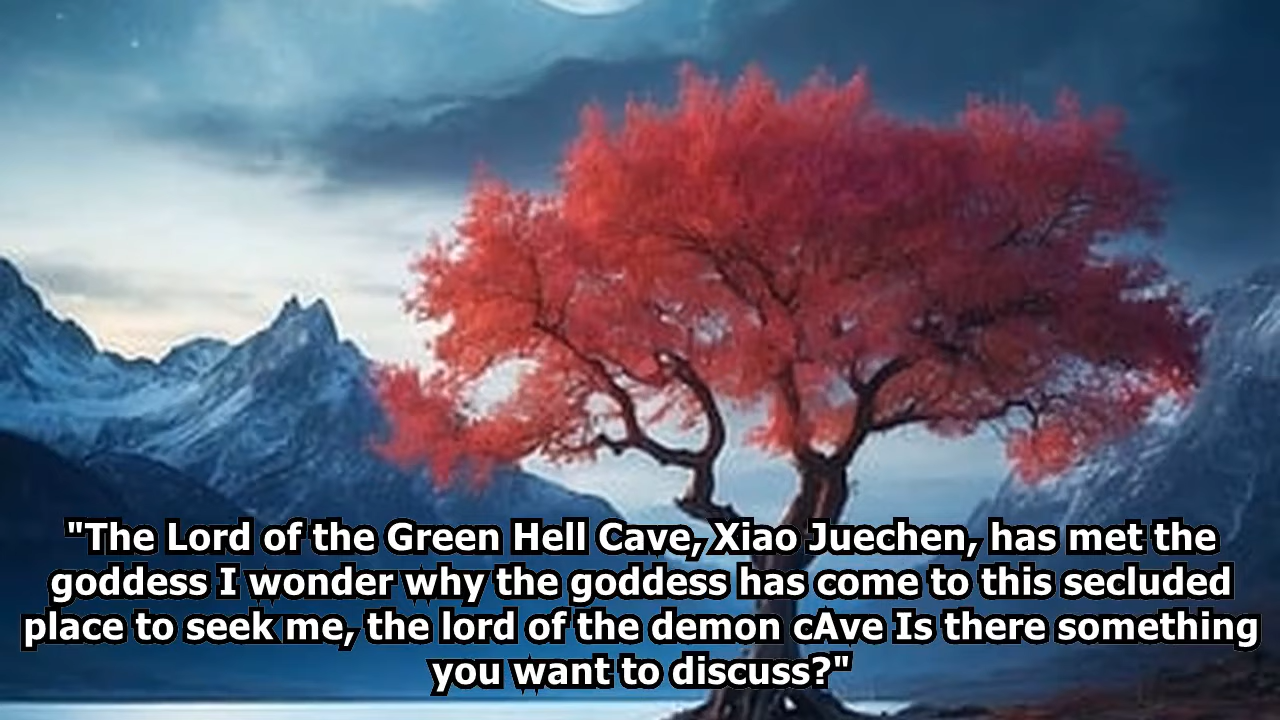 "The Lord of the Green Hell Cave, Xiao Juechen, has met the
goddess I wonder why the goddess has come to this secluded
place to seek me, the lord of the demon cAve Is there something
you want to discuss?"